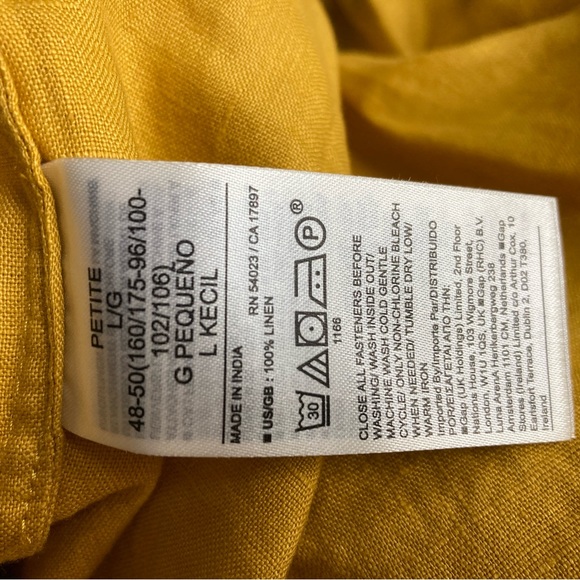 PETITE
L/G
48-50(160/175-96/100-
102/106)
G PEQUEÑO
L KECIL
MADE IN INDIA
RN 54023 / CA 17897
■ US/GB : 100% LINEN
30
P
®
1166
CLOSE ALL FASTENERS BEFORE
WASHING/ WASH INSIDE OUT/
MACHINE WASH COLD GENTLE
CYCLE/ ONLY NON-CHLORINE BLEACH
WHEN NEEDED/ TUMBLE DRY LOW/
WARM IRON
Imported By/Importe Par/DISTRIBUIDO
POR/ΕΙΣΑΓΕΤΑΙ ΑΠΟ ΤΗΝ:
■Gap (UK Holdings) Limited, 2nd Floor
Nations House, 103 Wigmore Street,
London, W1U 1QS, UK ■Gap (RHC) B.V.
Luna ArenA Herikerbergweg 238
Amsterdam 1101 CM, Netherlands ■Gap
Stores (Ireland) Limited c/o Arthur Cox, 10
Earlsfort Terrace, Dublin 2, D02 T380,
Ireland